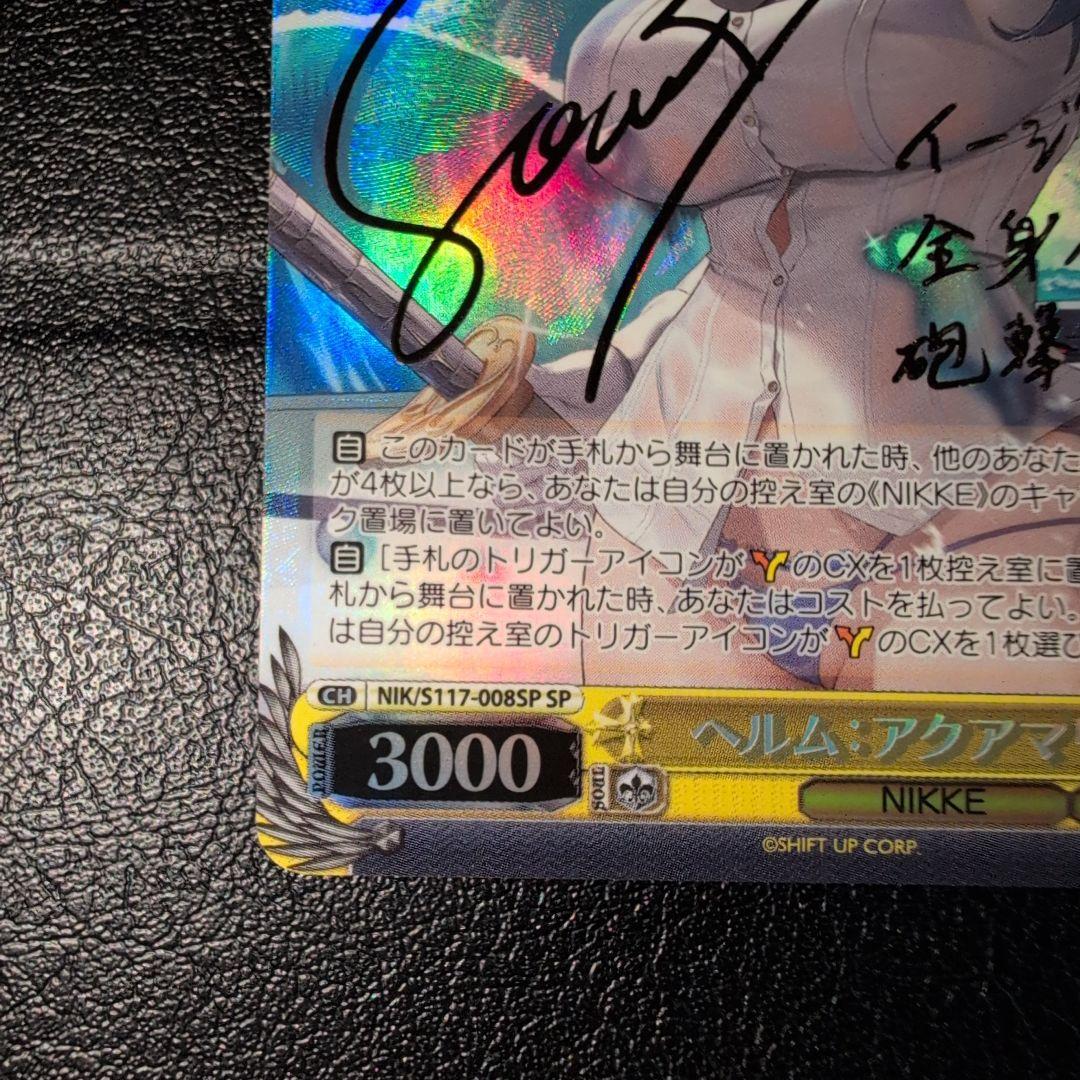 イージ
全身
砲撃
自 このカードが手札から舞台に置かれた時、他のあなた
が4枚以上なら、あなたは自分の控え室の《NIKKE》のキャ
ク置場に置いてよい。
自 [手札のトリガーアイコンが の CXを1枚控え室に置
札から舞台に置かれた時、あなたはコストを払ってよい。
は自分の控え室のトリガーアイコンが のCXを1枚選び
CH NIK/S117-008SP SP
POWER 3000 ヘルム：アクアマリ
SOUL NIKKE
©SHIFT UP CORP.